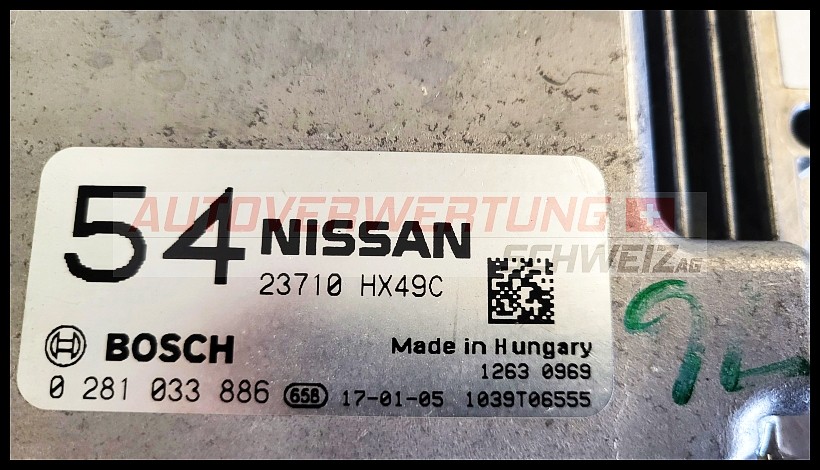 54 NISSAN
23710 HX49C
BOSCH
Made in Hungary
1263 0969
0 281 033 886 658 17-01-05 1039T06555
AUTOVERWERTUNG
SCHWEIZ AG